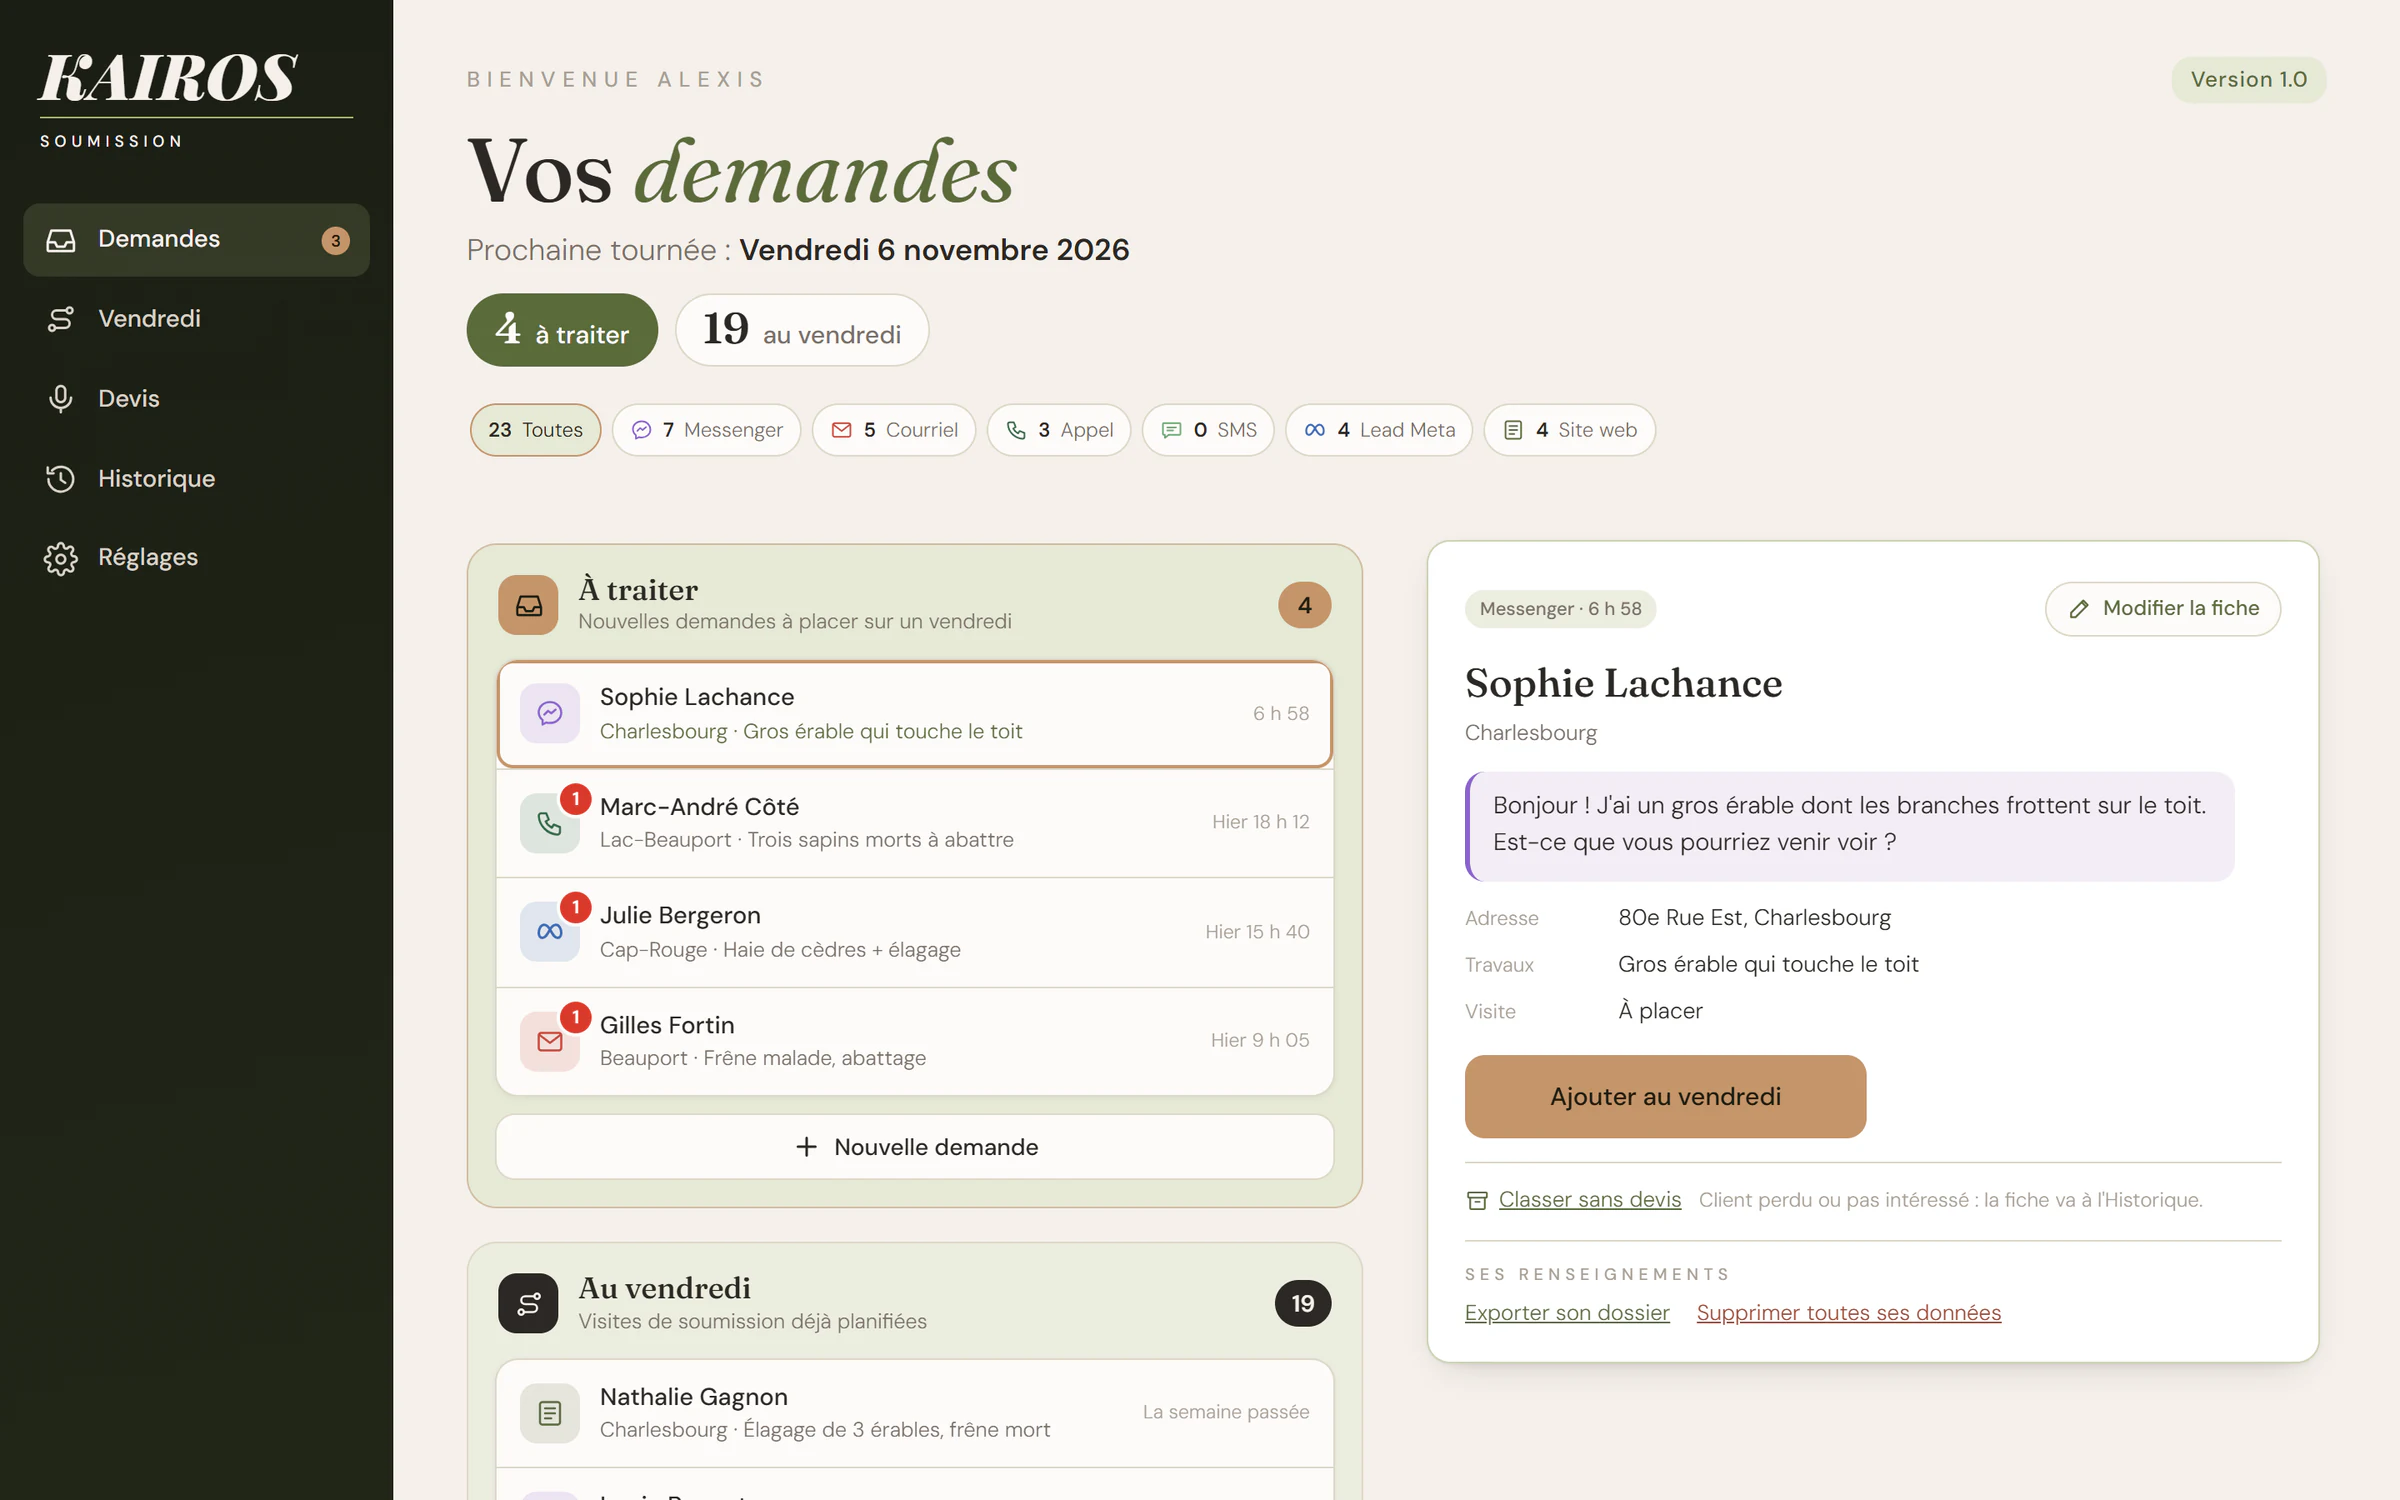 KAIROS
SOUMISSION
Demandes 3
Vendredi
Devis
Historique
Réglages
BIENVENUE ALEXIS
Version 1.0
Vos demandes
Prochaine tournée : Vendredi 6 novembre 2026
4 à traiter
19 au vendredi
23 Toutes
7 Messenger
5 Courriel
3 Appel
0 SMS
4 Lead Meta
4 Site web
À traiter
Nouvelles demandes à placer sur un vendredi
4
Sophie Lachance
Charlesbourg · Gros érable qui touche le toit
6 h 58
1
Marc-André Côté
Lac-Beauport · Trois sapins morts à abattre
Hier 18 h 12
1
Julie Bergeron
Cap-Rouge · Haie de cèdres + élagage
Hier 15 h 40
1
Gilles Fortin
Beauport · Frêne malade, abattage
Hier 9 h 05
+ Nouvelle demande
Au vendredi
Visites de soumission déjà planifiées
19
Nathalie Gagnon
Charlesbourg · Élagage de 3 érables, frêne mort
La semaine passée
Messenger · 6 h 58
Modifier la fiche
Sophie Lachance
Charlesbourg
Bonjour ! J'ai un gros érable dont les branches frottent sur le toit.
Est-ce que vous pourriez venir voir ?
Adresse 80e Rue Est, Charlesbourg
Travaux Gros érable qui touche le toit
Visite À placer
Ajouter au vendredi
Classer sans devis Client perdu ou pas intéressé : la fiche va à l'Historique.
SES RENSEIGNEMENTS
Exporter son dossier Supprimer toutes ses données